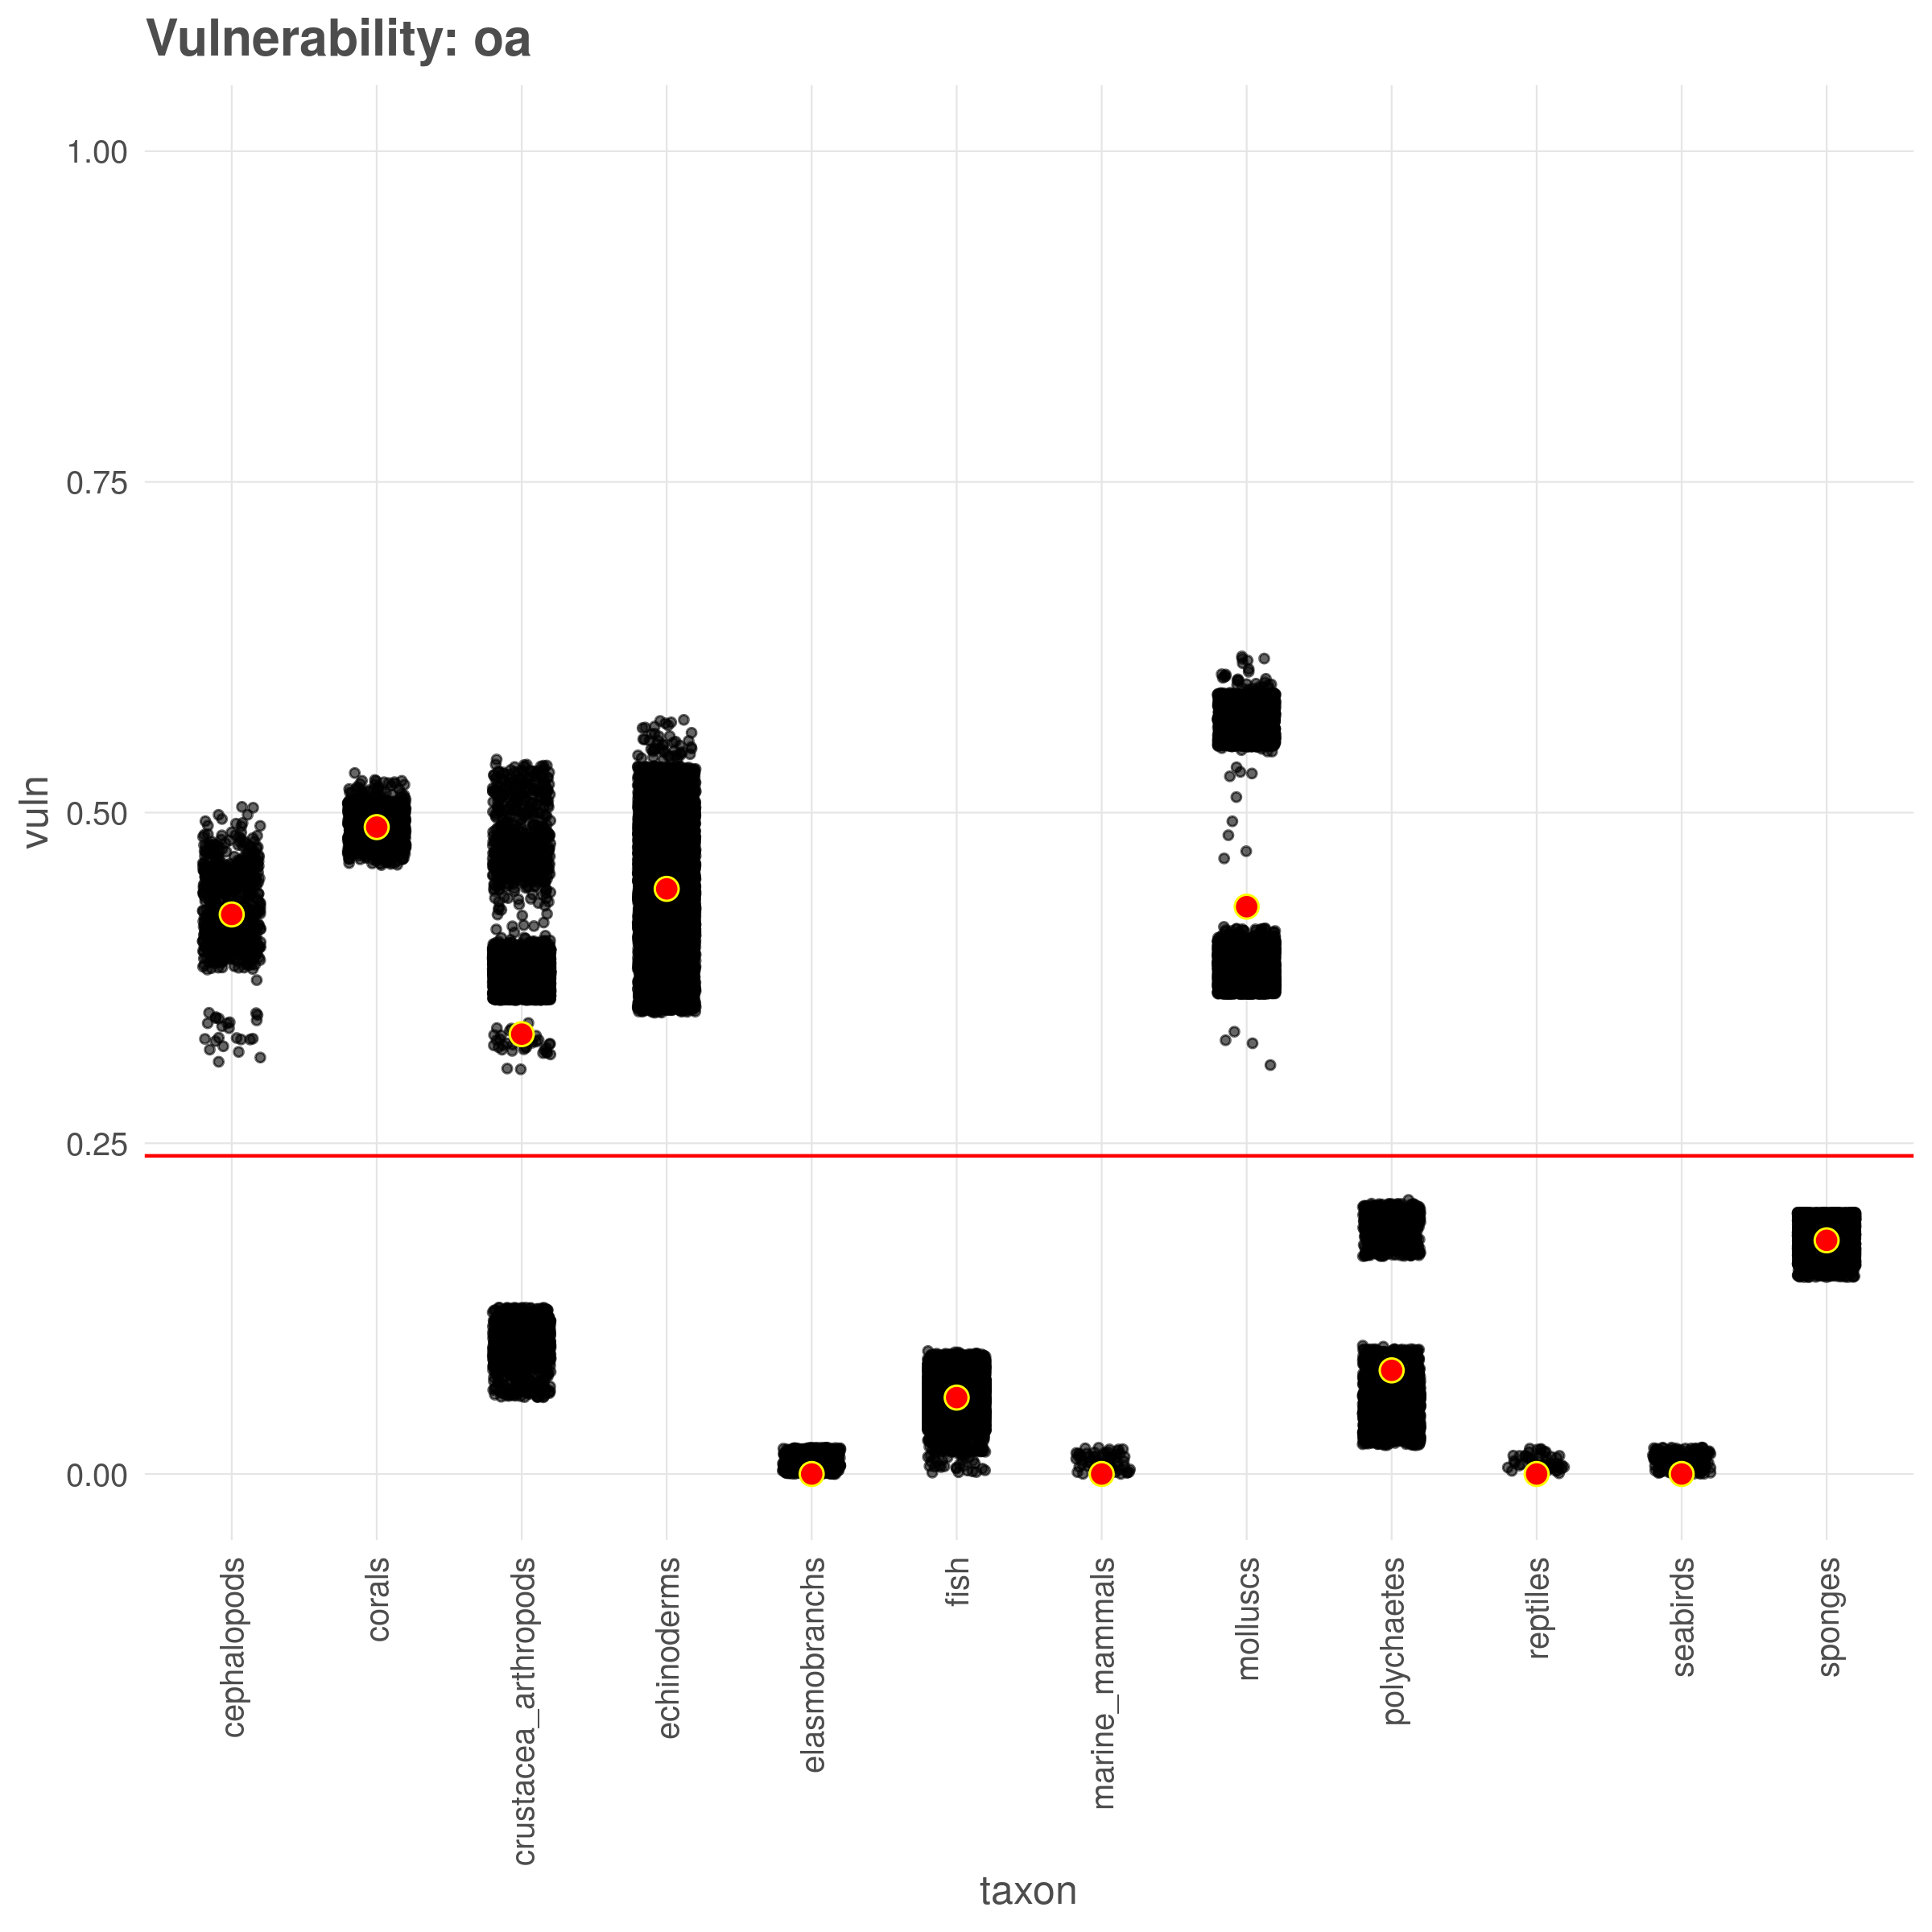 Vulnerability: oa
1.00
0.75
0.50
0.25
0.00
vuln
cephalopods
corals
crustacea_arthropods
echinoderms
elasmobranchs
fish
marine_mammals
molluscs
polychaetes
reptiles
seabirds
sponges
taxon